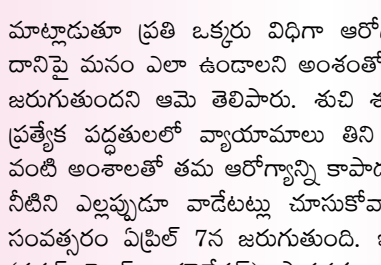 మాట్లాడుతూ ప్రతి ఒక్కరు విధిగా
దానిపై మనం ఎలా ఉండాలని అంశంతో
జరుగుతుందని ఆమె తెలిపారు. శుచి
ప్రత్యేక పద్ధతులలో వ్యాయామాలు తిని
వంటి అంశాలతో తమ ఆరోగ్యాన్ని
నీటిని ఎల్లప్పుడూ వాడేటట్లు
సంవత్సరం ఏప్రిల్ 7న జరుగుతుంది.